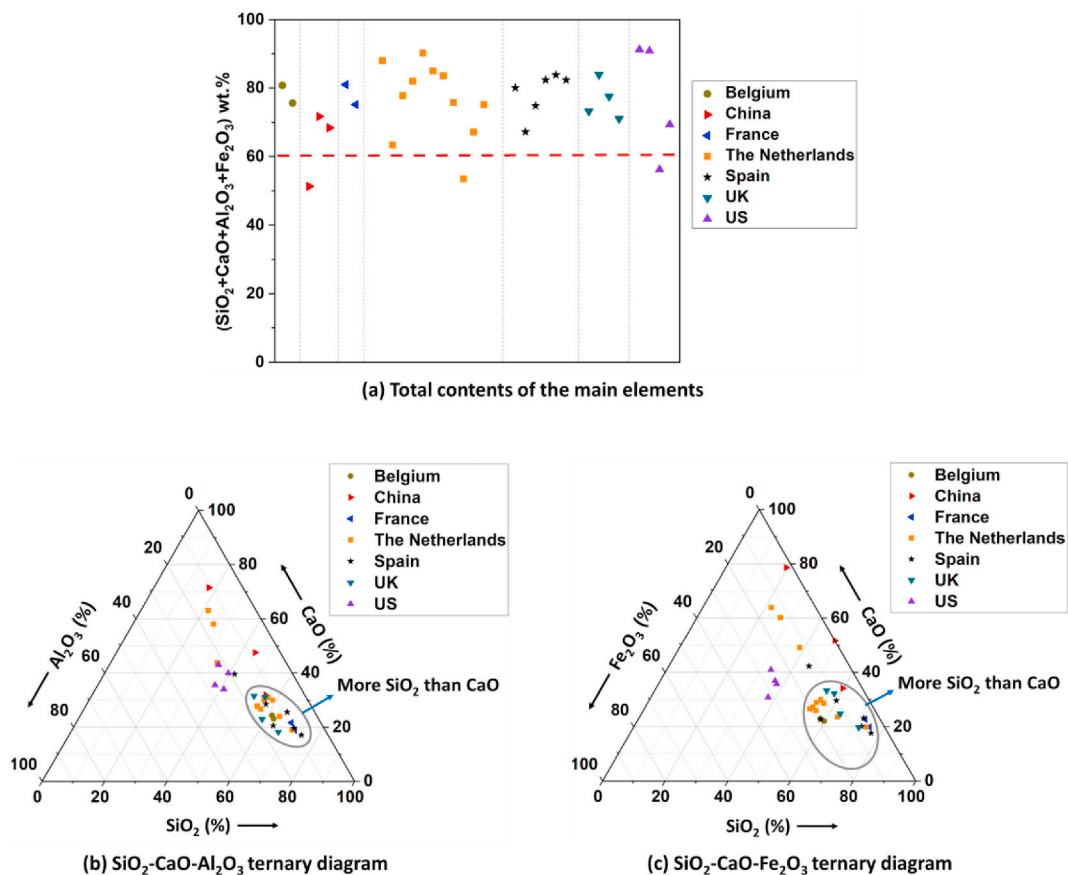 (SiO₂+CaO+Al₂O₃+Fe₂O₃) wt.%
100
80
60
40
20
0
Belgium
China
France
The Netherlands
Spain
UK
US
(a) Total contents of the main elements
Belgium
China
France
The Netherlands
Spain
UK
US
0
20
40
60
80
100
Al₂O₃ (%)
100
80
60
40
20
0
CaO (%)
More SiO₂ than CaO
0
20
40
60
80
100
SiO₂ (%)
(b) SiO₂-CaO-Al₂O₃ ternary diagram
Belgium
China
France
The Netherlands
Spain
UK
US
0
20
40
60
80
100
Fe₂O₃ (%)
100
80
60
40
20
0
CaO (%)
More SiO₂ than CaO
0
20
40
60
80
100
SiO₂ (%)
(c) SiO₂-CaO-Fe₂O₃ ternary diagram